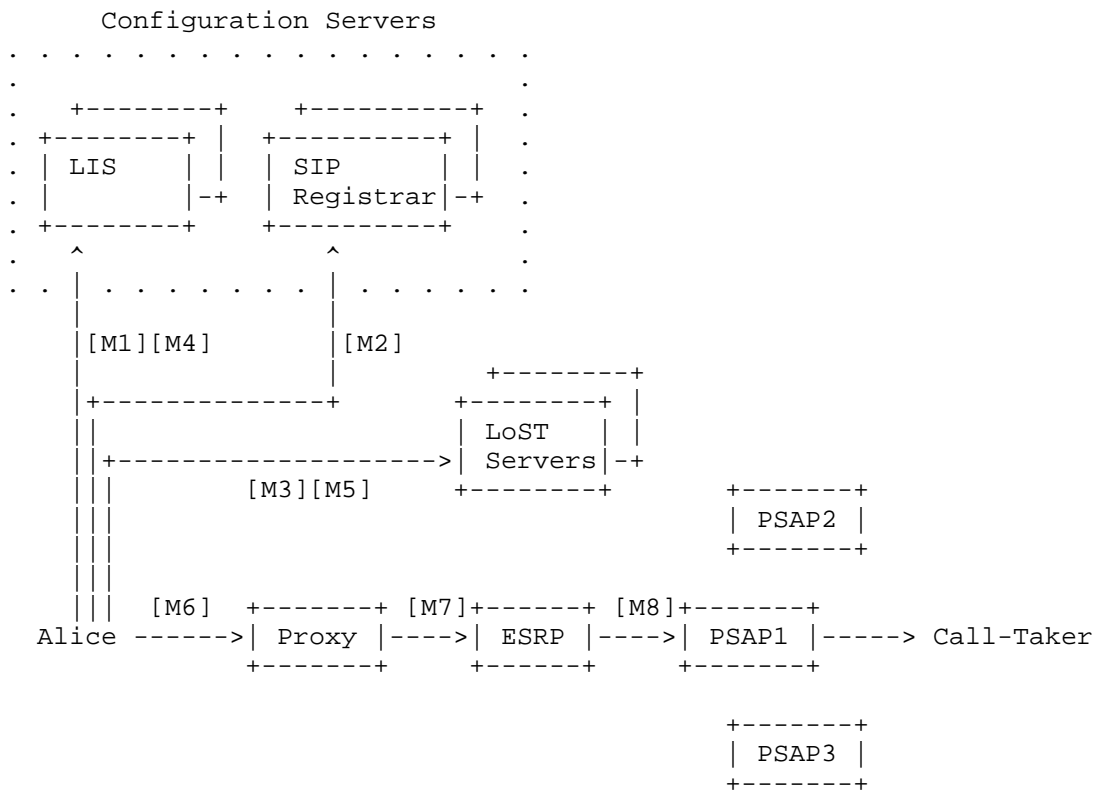 Configuration Servers
LIS SIP
Registrar
[M1][M4] [M2]
LoST
Servers
[M3][M5]
PSAP2
[M6] [M7] [M8]
Alice Proxy ESRP PSAP1 Call-Taker
PSAP3